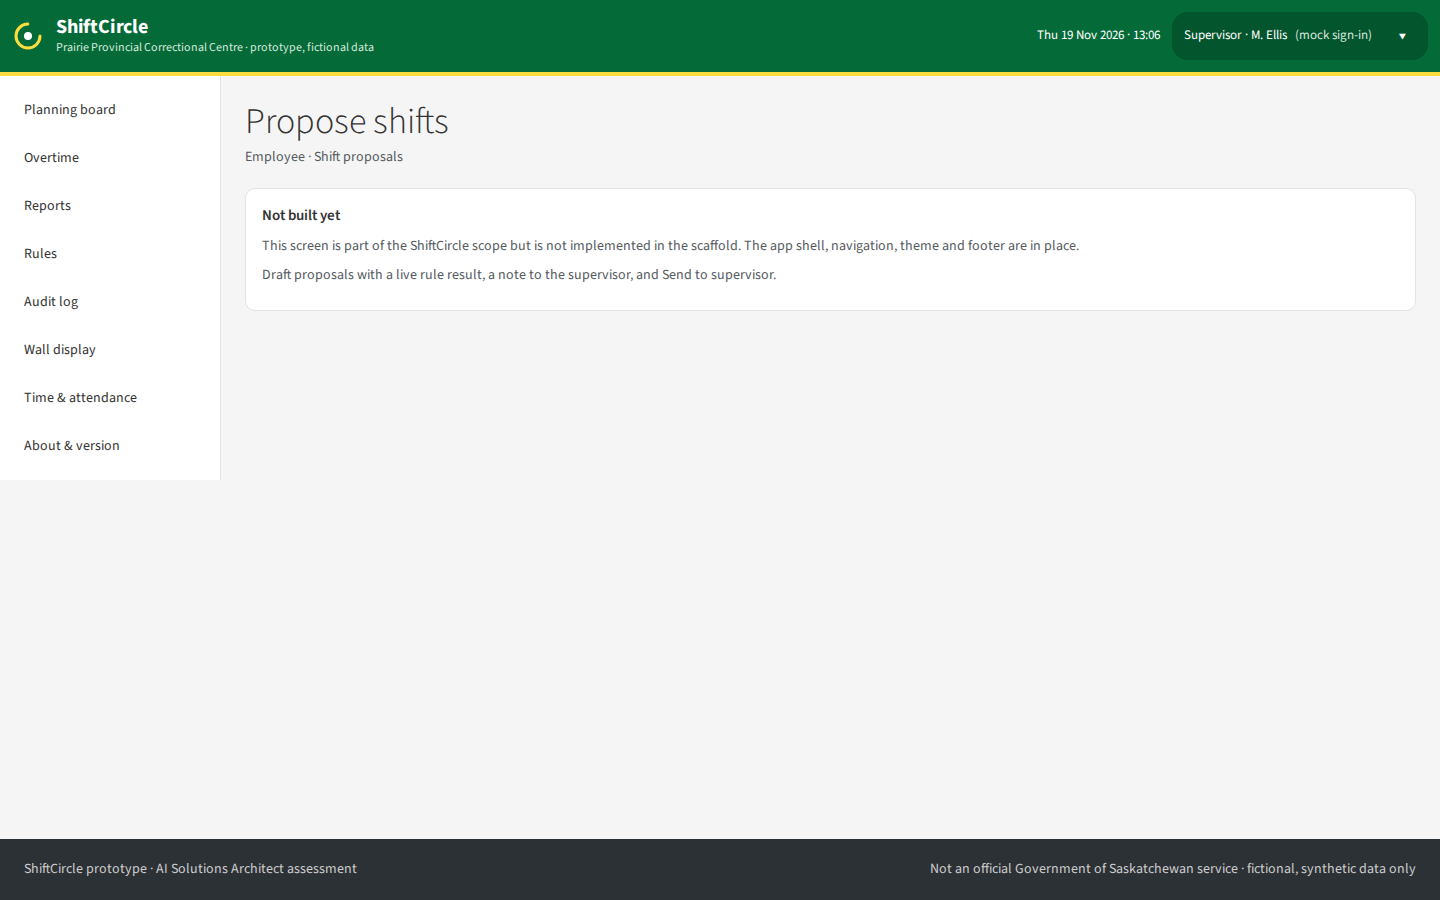 ShiftCircle
Prairie Provincial Correctional Centre · prototype, fictional data
Thu 19 Nov 2026 · 13:06
Supervisor · M. Ellis (mock sign-in)
Planning board
Overtime
Reports
Rules
Audit log
Wall display
Time & attendance
About & version
Propose shifts
Employee · Shift proposals
Not built yet
This screen is part of the ShiftCircle scope but is not implemented in the scaffold. The app shell, navigation, theme and footer are in place.
Draft proposals with a live rule result, a note to the supervisor, and Send to supervisor.
ShiftCircle prototype · AI Solutions Architect assessment
Not an official Government of Saskatchewan service · fictional, synthetic data only